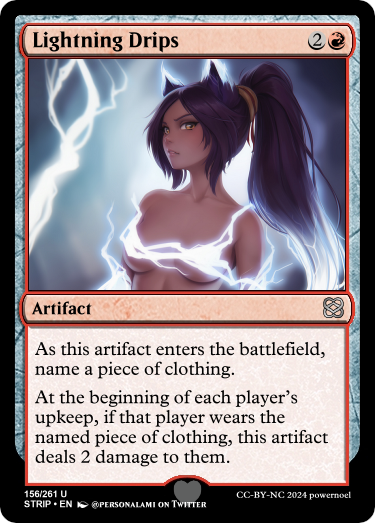 Lightning Drips 2
Artifact
As this artifact enters the battlefield,
name a piece of clothing.
At the beginning of each player's
upkeep, if that player wears the
named piece of clothing, this artifact
deals 2 damage to them.
156/261 U
STRIP • EN @PERSONALAMI ON TWITTER
CC-BY-NC 2024 powernoel